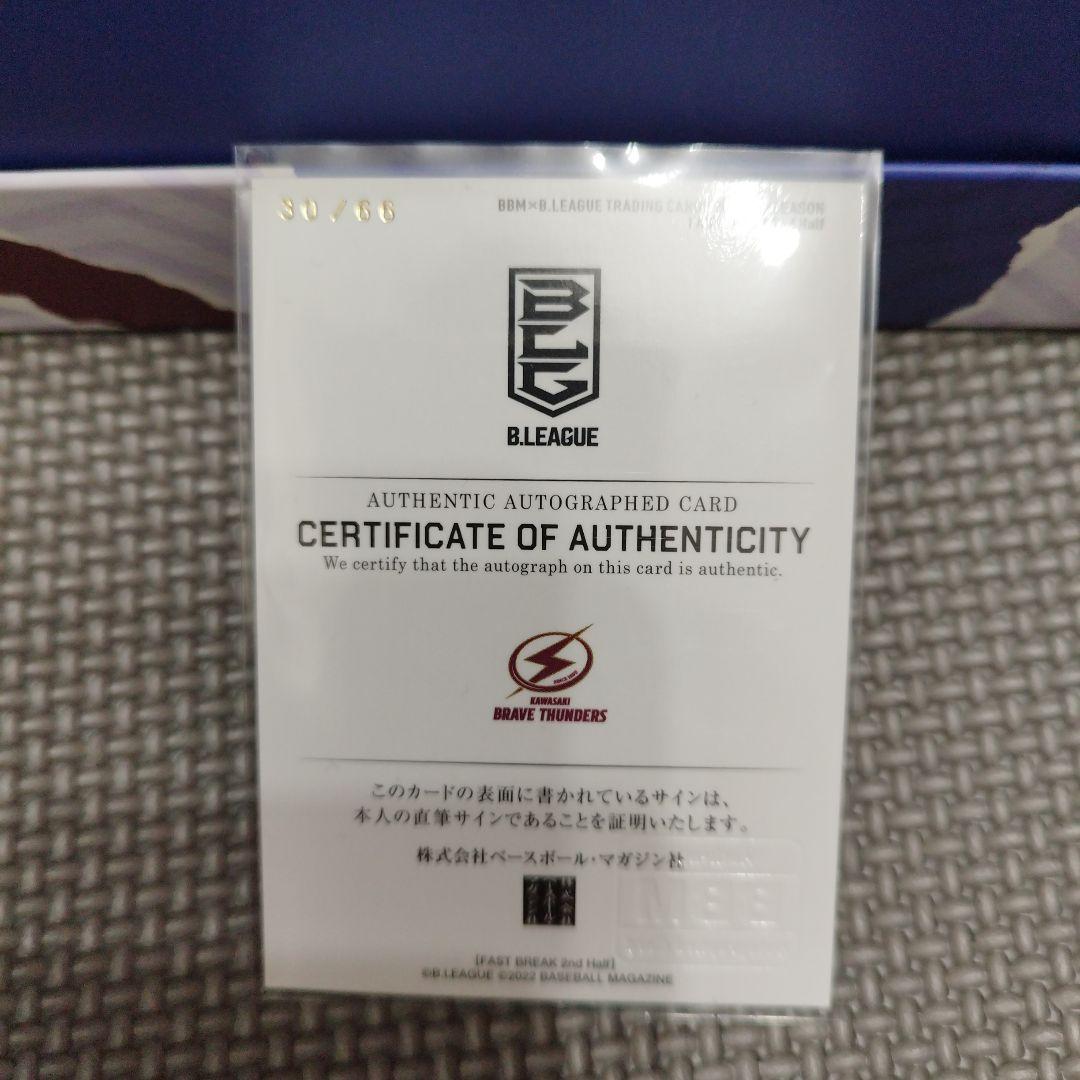 30/66
BBM×B.LEAGUE TRADING CAR SEASON
Half
BLG
B.LEAGUE
AUTHENTIC AUTOGRAPHED CARD
CERTIFICATE OF AUTHENTICITY
We certify that the autograph on this card is authentic.
KAWASAKI
BRAVE THUNDERS
このカードの表面に書かれているサインは、
本人の直筆サインであることを証明いたします。
株式会社ベースボール・マガジン社
B.B.M
[FAST BREAK 2nd Half]
©B.LEAGUE ©2022 BASEBALL MAGAZINE